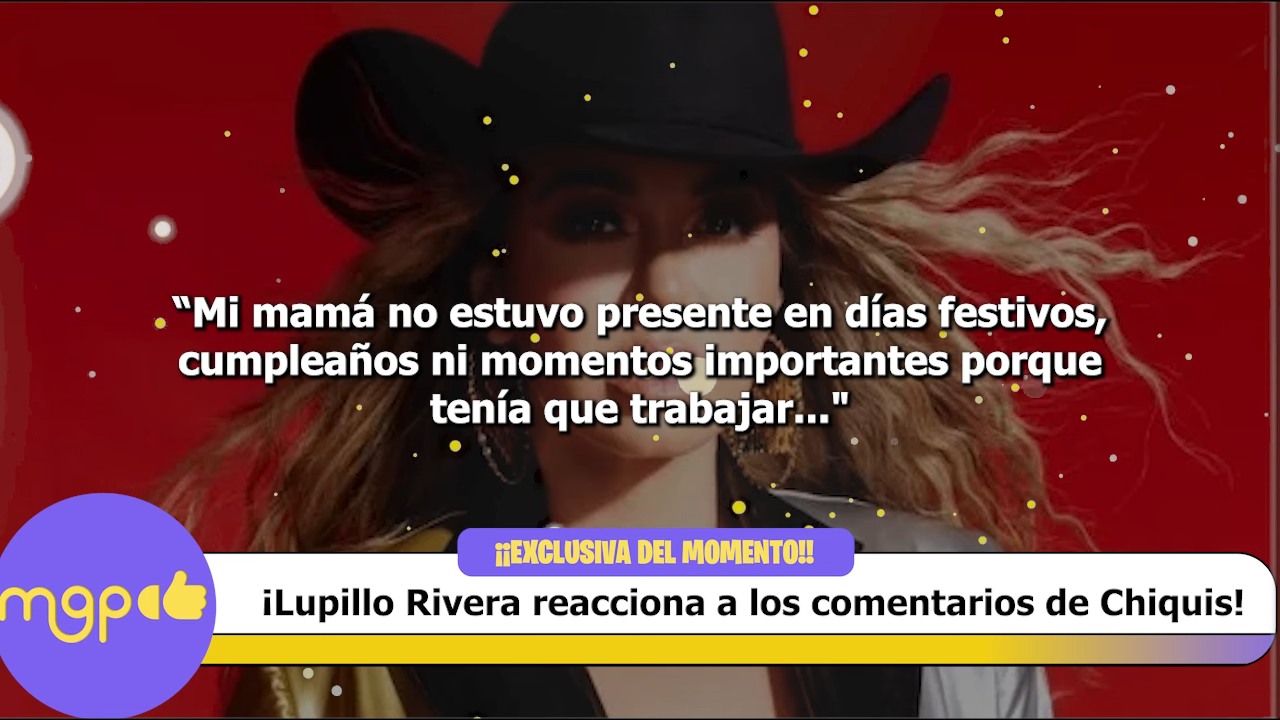 “Mi mamá no estuvo presente en días festivos,
cumpleaños ni momentos importantes porque
tenía que trabajar..."
¡¡EXCLUSIVA DEL MOMENTO!!
mgp
¡Lupillo Rivera reacciona a los comentarios de Chiquis!